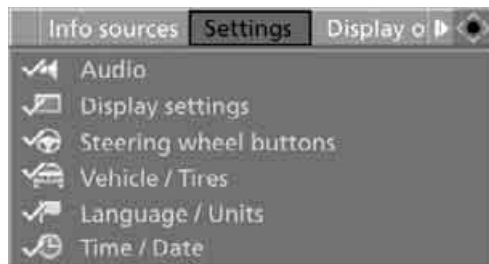 Info sources Settings Display o
Audio
Display settings
Steering wheel buttons
Vehicle / Tires
Language / Units
Time / Date